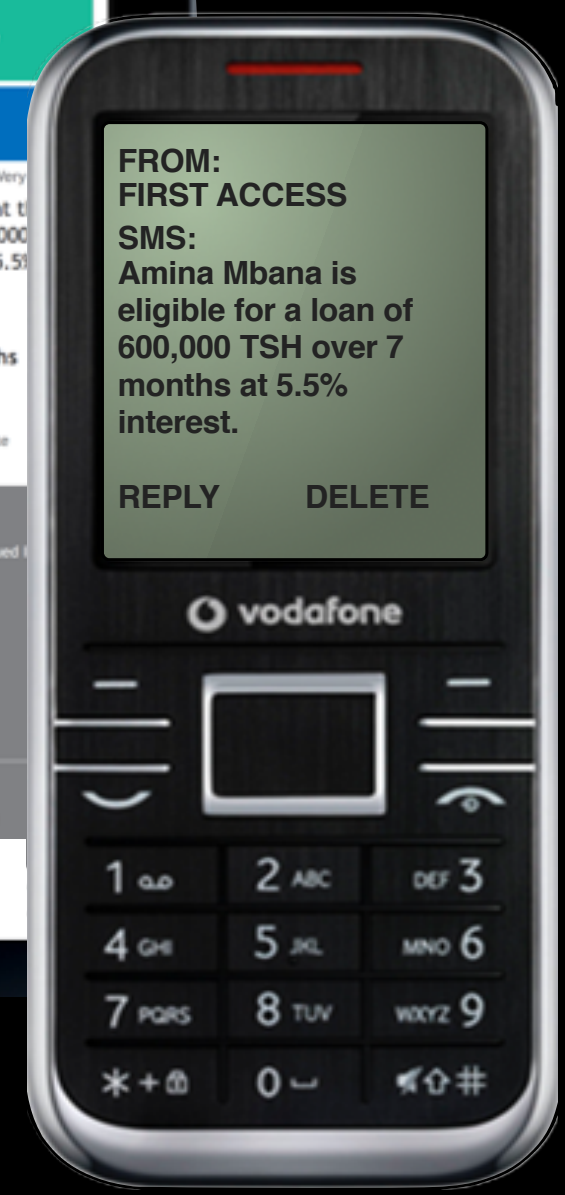 FROM:
FIRST ACCESS
SMS:
Amina Mbana is
eligible for a loan of
600,000 TSH over 7
months at 5.5%
interest.
REPLY DELETE
vodafone
1
2 ABC
DEF 3
4 GHI
5 JKL
MNO 6
7 PQRS
8 TUV
WXYZ 9
* +
0
#